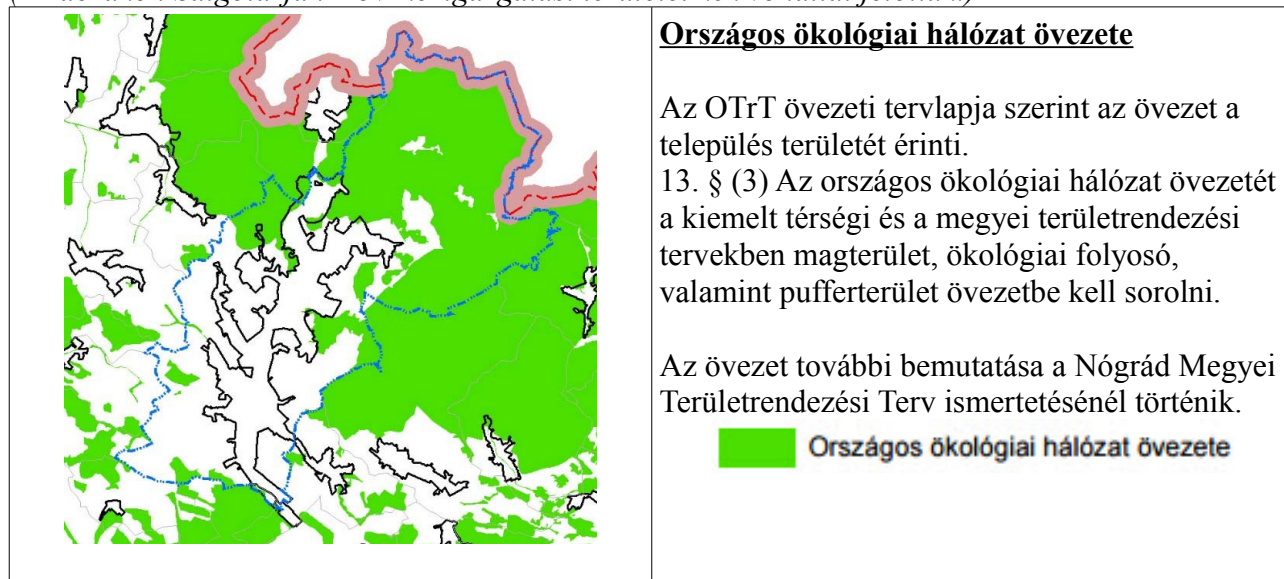 Országos ökológiai hálózat övezete
Az OTrT övezeti tervlapja szerint az övezet a
település területét érinti.
13. § (3) Az országos ökológiai hálózat övezetét
a kiemelt térségi és a megyei területrendezési
tervekben magterület, ökológiai folyosó,
valamint pufferterület övezetbe kell sorolni.
Az övezet további bemutatása a Nógrád Megyei
Területrendezési Terv ismertetésénél történik.
Országos ökológiai hálózat övezete